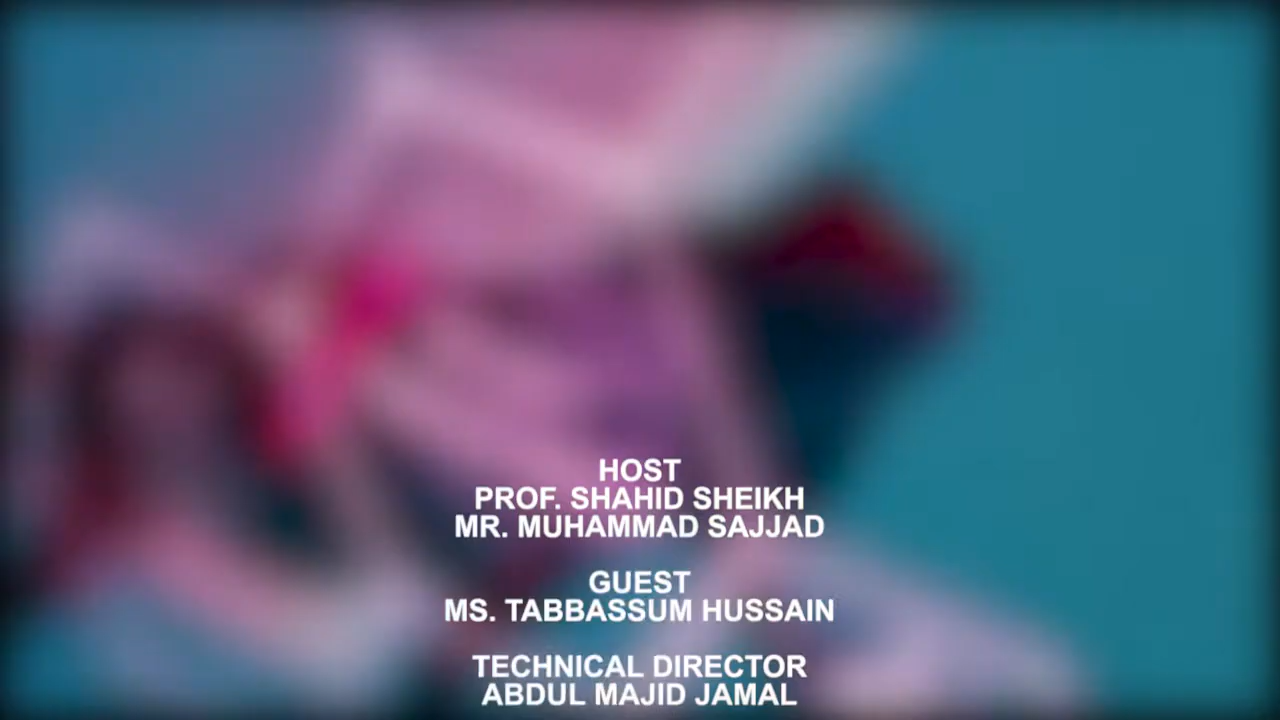 HOST
PROF. SHAHID SHEIKH
MR. MUHAMMAD SAJJAD
GUEST
MS. TABBASSUM HUSSAIN
TECHNICAL DIRECTOR
ABDUL MAJID JAMAL